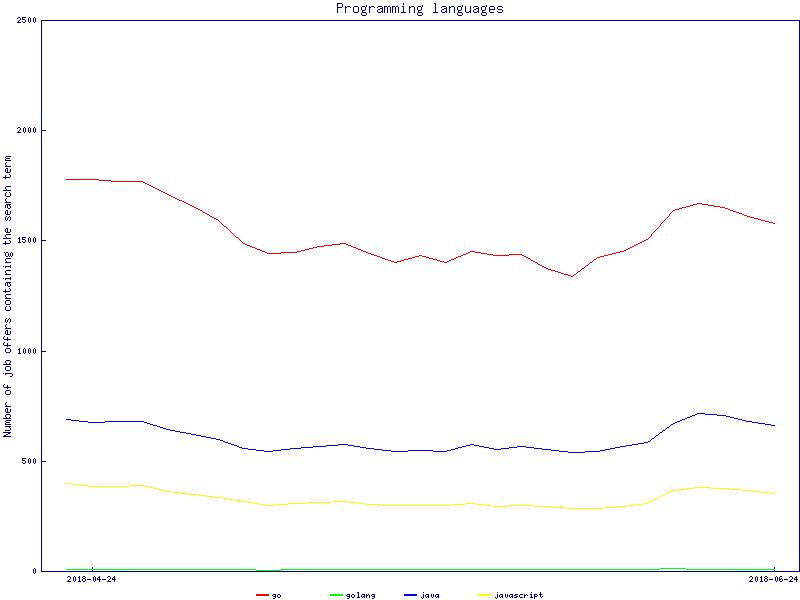 Programming languages
Number of job offers containing the search term
2500
2000
1500
1000
500
0
2018-04-24 2018-06-24
go golang java javascript